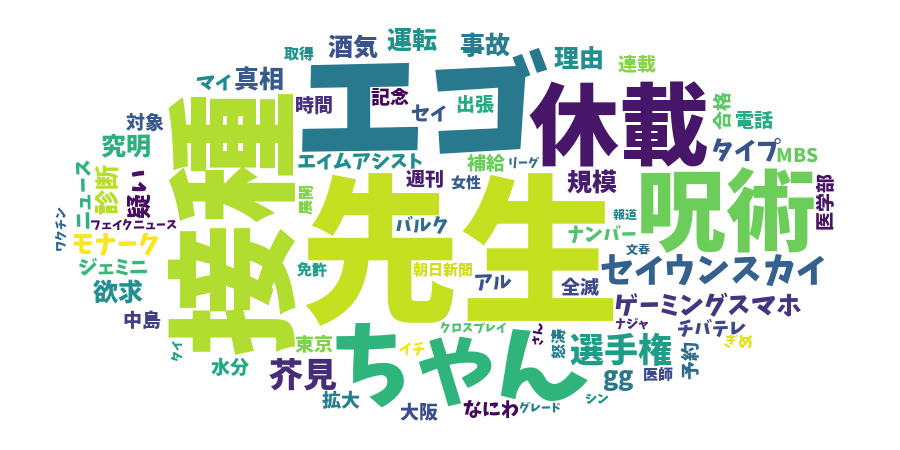 取得
酒気
運転
事故
理由
連載
マイ
真相
エゴ
休載
時間
記念
セイ
出張
合格
電話
対象
接種
究明
エイムアシスト
補給
リーグ
タイプ
MBS
ニュース
診断
疑い
週刊
女性
規模
呪術
医学部
展開
先生
ワクチン
フェイクニュース
バルク
報道
モナーク
ナンバー
文春
ジェミニ
免許
朝日新聞
アル
全滅
セイウンスカイ
欲求
ゲーミングスマホ
中島
クロスプレイ
さん
ナジャ
チバテレ
タイ
東京
ちゃん
イチ
怒涛
選手権
ぎめ
水分
芥見
gg
医師
予約
拡大
大阪
なにわ
グレード
シン